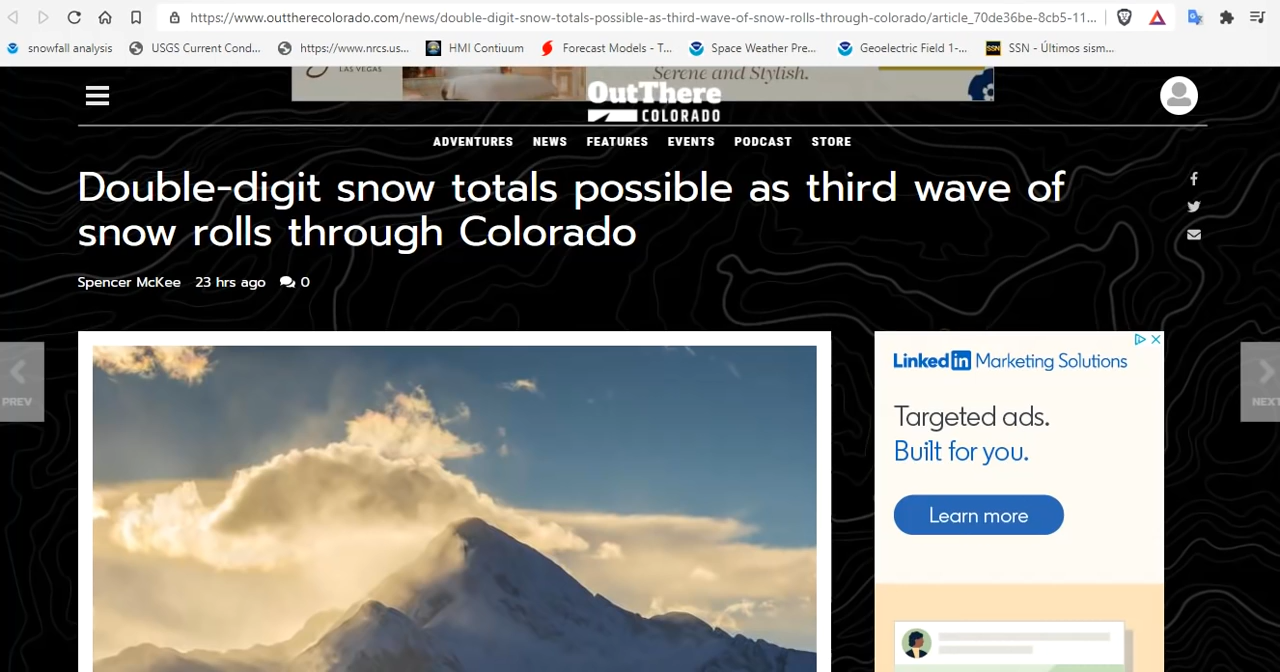 https://www.outtherecolorado.com/news/double-digit-snow-totals-possible-as-third-wave-of-snow-rolls-through-colorado/article_70de36be-8cb5-11...
snowfall analysis USGS Current Cond... https://www.nrcs.us... HMI Contiuum Forecast Models - T... Space Weather Pre... Geoelectric Field 1-... SSN SSN - Últimos sism...
LAS VEGAS
Serene and Stylish.
OutThere
COLORADO
ADVENTURES NEWS FEATURES EVENTS PODCAST STORE
Double-digit snow totals possible as third wave of
snow rolls through Colorado
Spencer McKee 23 hrs ago 0
PREV
NEXT
Linked in Marketing Solutions
Targeted ads.
Built for you.
Learn more